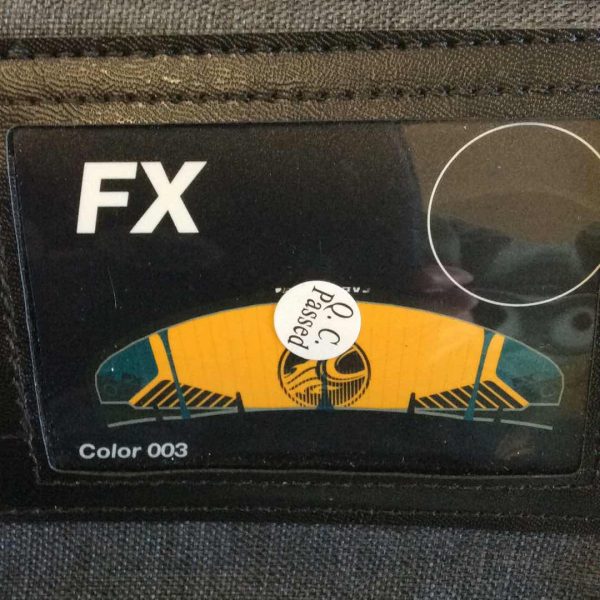 FX
Q. C.
Passed
Color 003